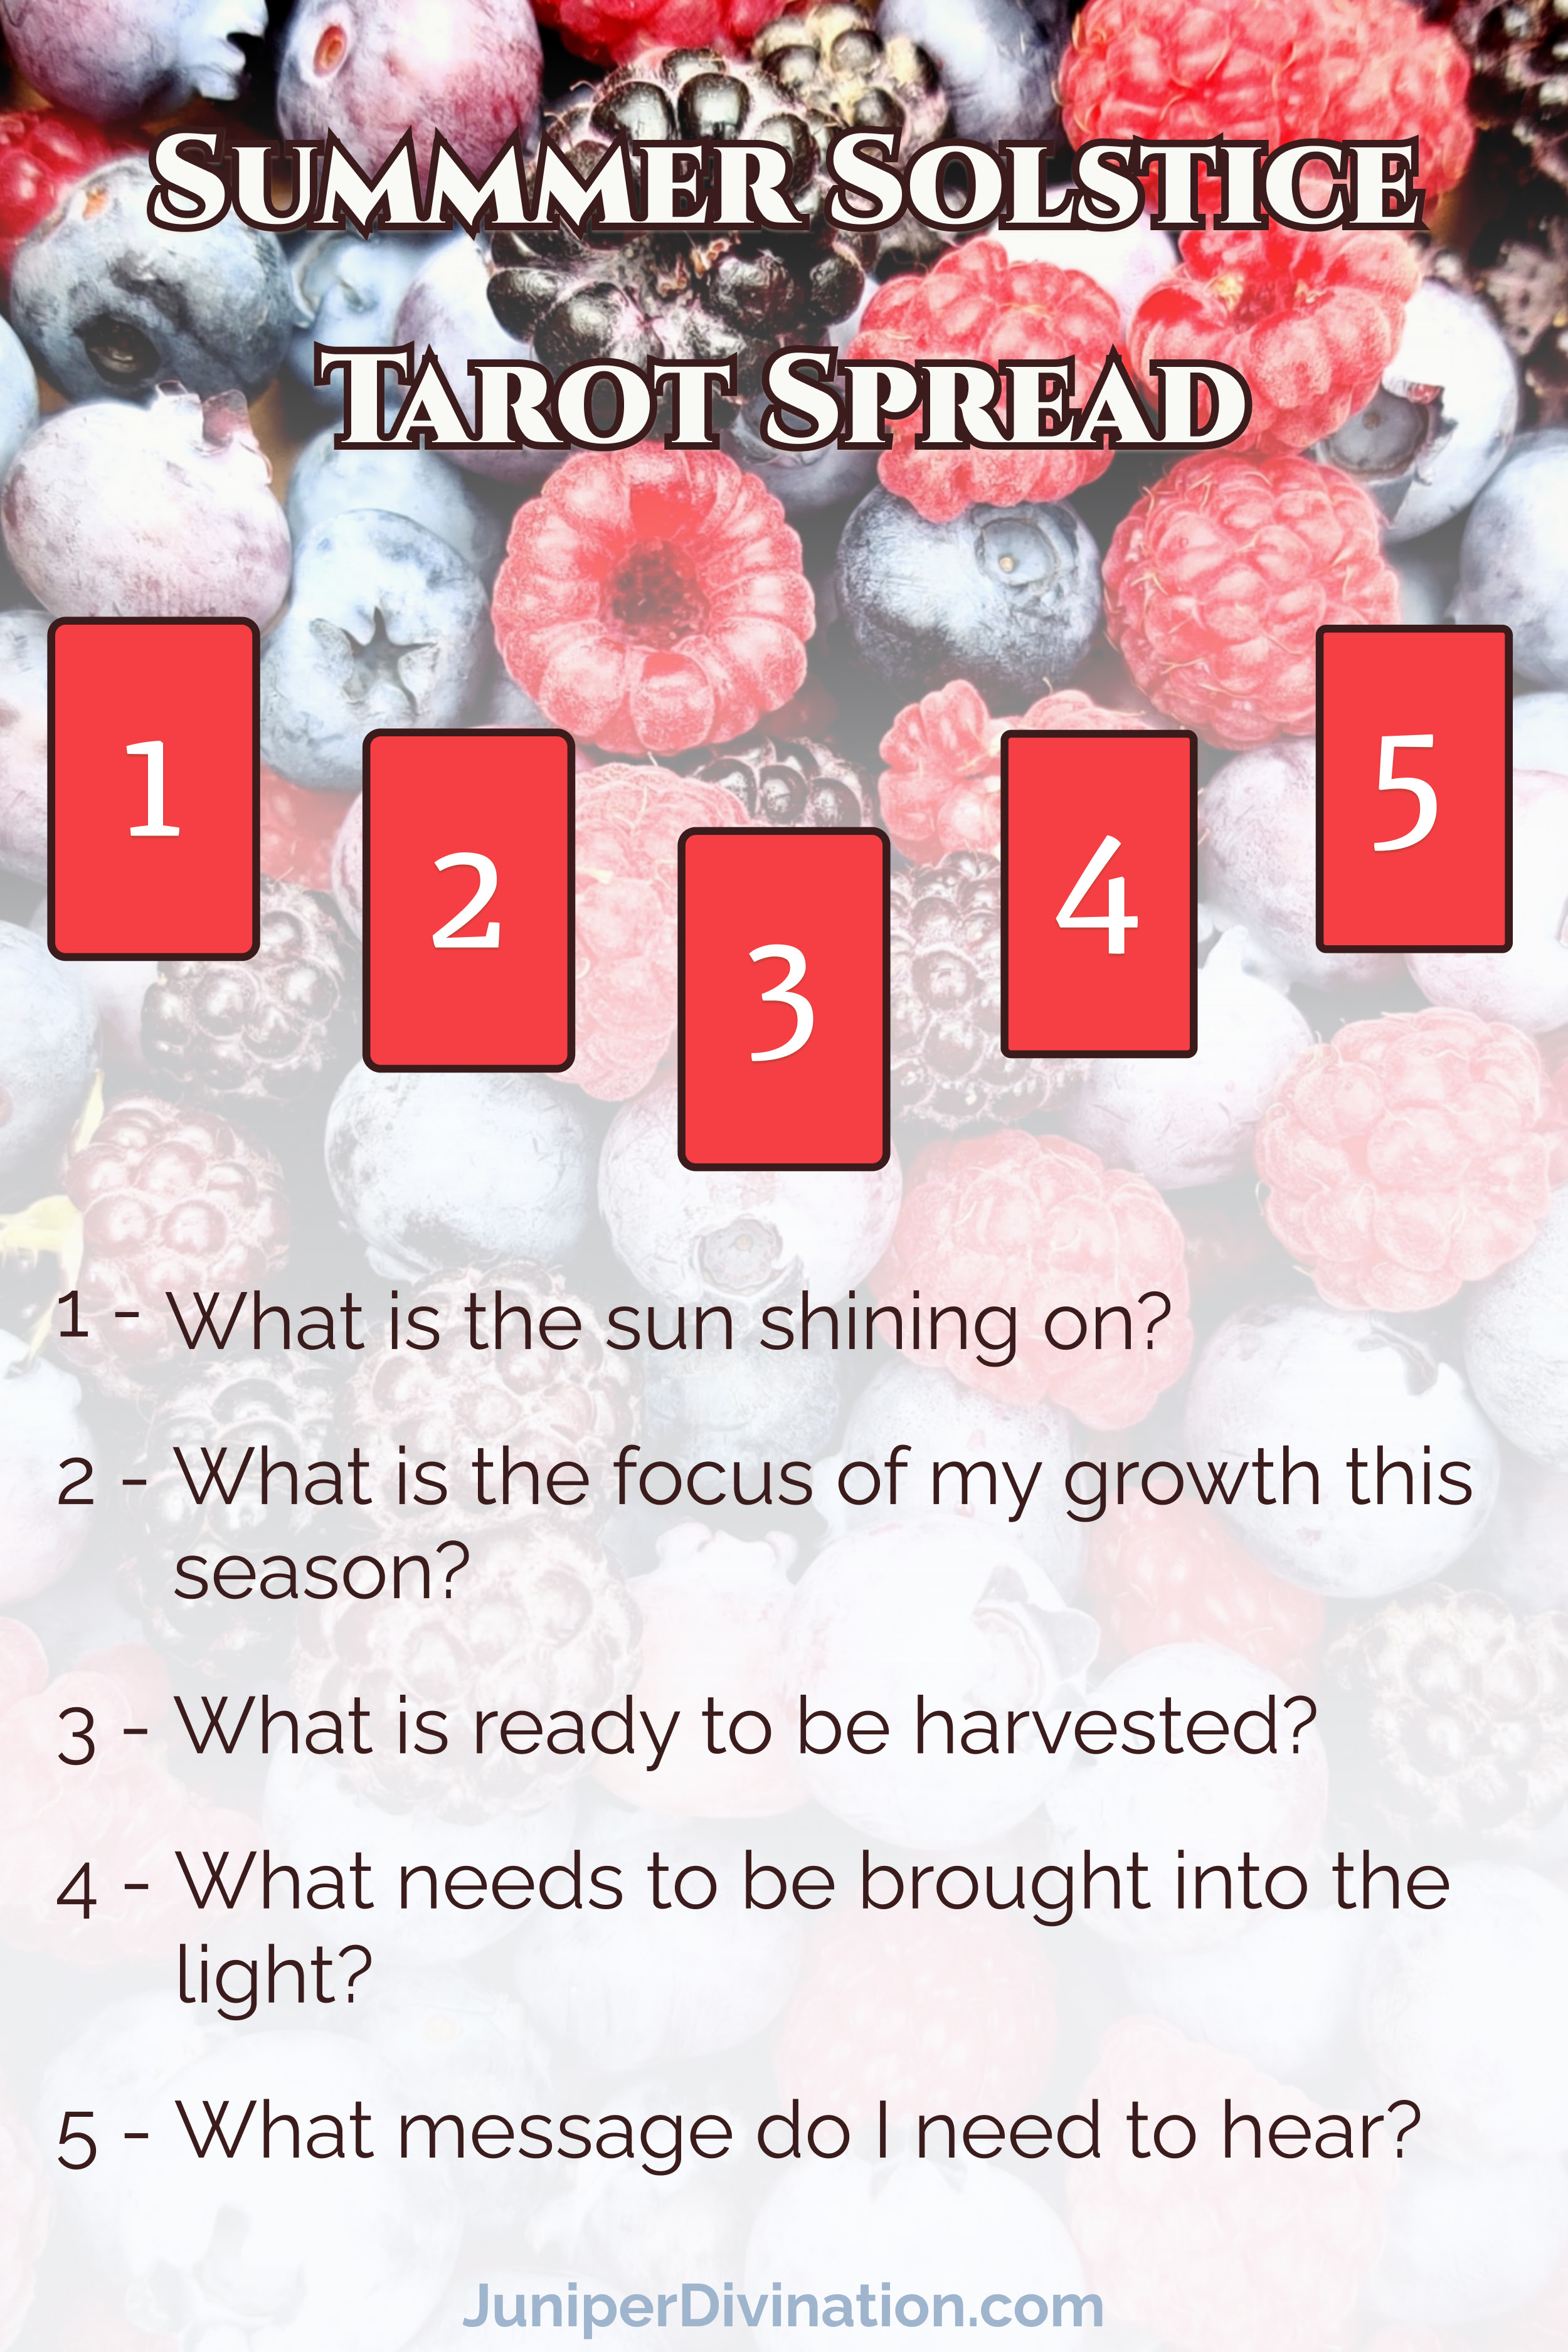 SUMMMER SOLSTICE
TAROT SPREAD
1
2
3
4
5
1 - What is the sun shining on?
2 - What is the focus of my growth this
season?
3 - What is ready to be harvested?
4 - What needs to be brought into the
light?
5 - What message do I need to hear?
JuniperDivination.com